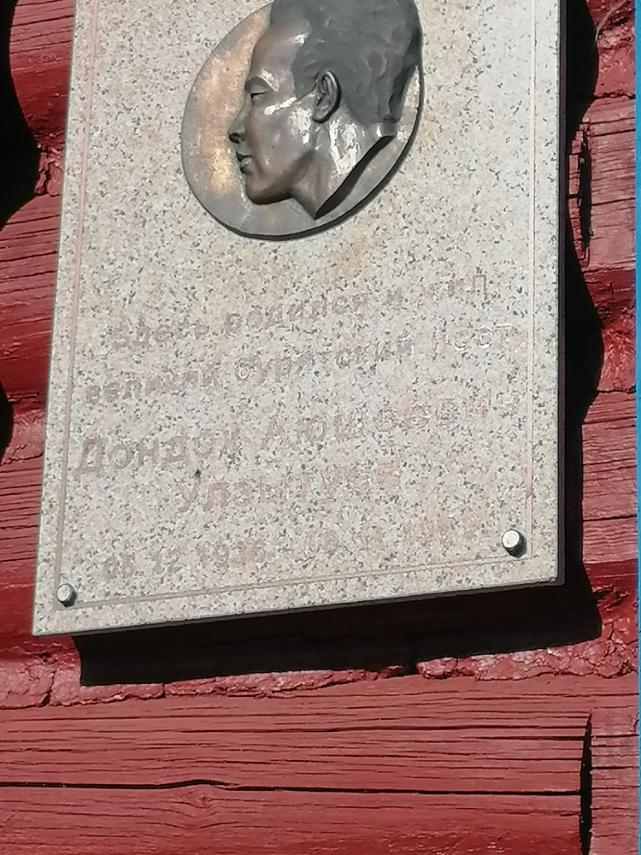 Здесь родился и жил
великий бурятский поэт
Дондок Аюшеевич
Улзытуев
05.12.1936